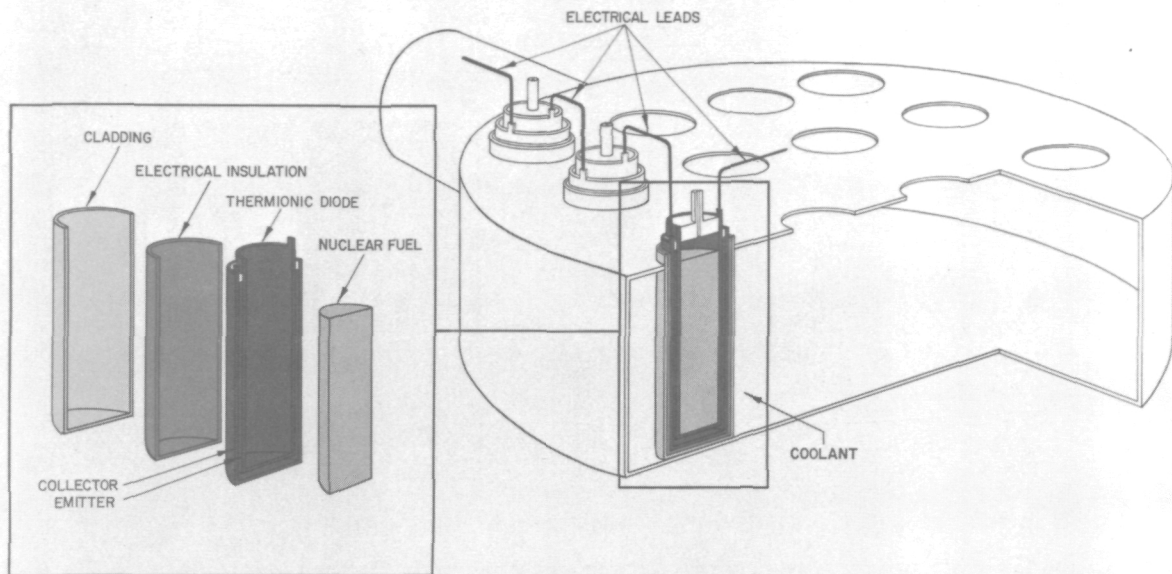 ELECTRICAL LEADS
CLADDING
ELECTRICAL INSULATION
THERMIONIC DIODE
NUCLEAR FUEL
COLLECTOR
EMITTER
COOLANT